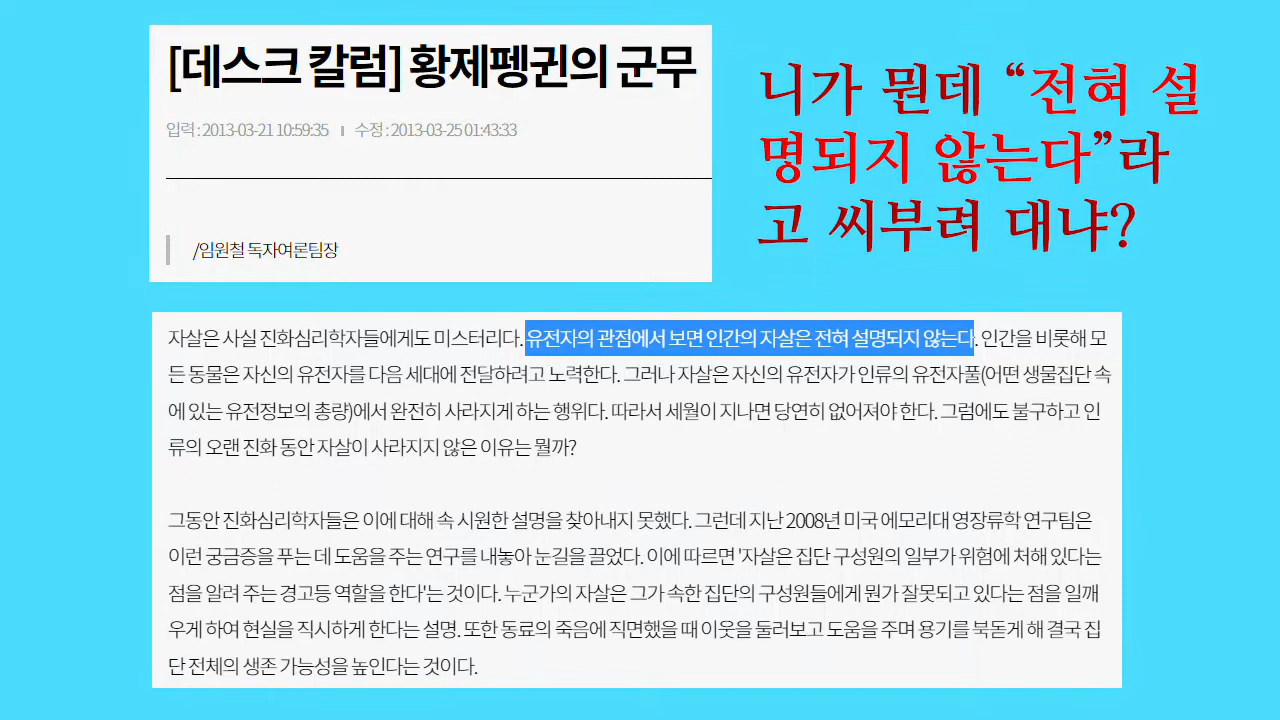 [데스크 칼럼] 황제펭귄의 군무
입력 : 2013-03-21 10:59:35 ㅣ 수정 : 2013-03-25 01:43:33
/임원철 독자여론팀장
니가 뭔데 “전혀 설
명되지 않는다”라
고 씨부려 대냐?
자살은 사실 진화심리학자들에게도 미스터리다. 유전자의 관점에서 보면 인간의 자살은 전혀 설명되지 않는다. 인간을 비롯해 모
든 동물은 자신의 유전자를 다음 세대에 전달하려고 노력한다. 그러나 자살은 자신의 유전자가 인류의 유전자풀(어떤 생물집단 속
에 있는 유전정보의 총량)에서 완전히 사라지게 하는 행위다. 따라서 세월이 지나면 당연히 없어져야 한다. 그럼에도 불구하고 인
류의 오랜 진화 동안 자살이 사라지지 않은 이유는 뭘까?
그동안 진화심리학자들은 이에 대해 속 시원한 설명을 찾아내지 못했다. 그런데 지난 2008년 미국 에모리대 영장류학 연구팀은
이런 궁금증을 푸는 데 도움을 주는 연구를 내놓아 눈길을 끌었다. 이에 따르면 '자살은 집단 구성원의 일부가 위험에 처해 있다는
점을 알려 주는 경고등 역할을 한다'는 것이다. 누군가의 자살은 그가 속한 집단의 구성원들에게 뭔가 잘못되고 있다는 점을 일깨
우게 하여 현실을 직시하게 한다는 설명. 또한 동료의 죽음에 직면했을 때 이웃을 둘러보고 도움을 주며 용기를 북돋게 해 결국 집
단 전체의 생존 가능성을 높인다는 것이다.